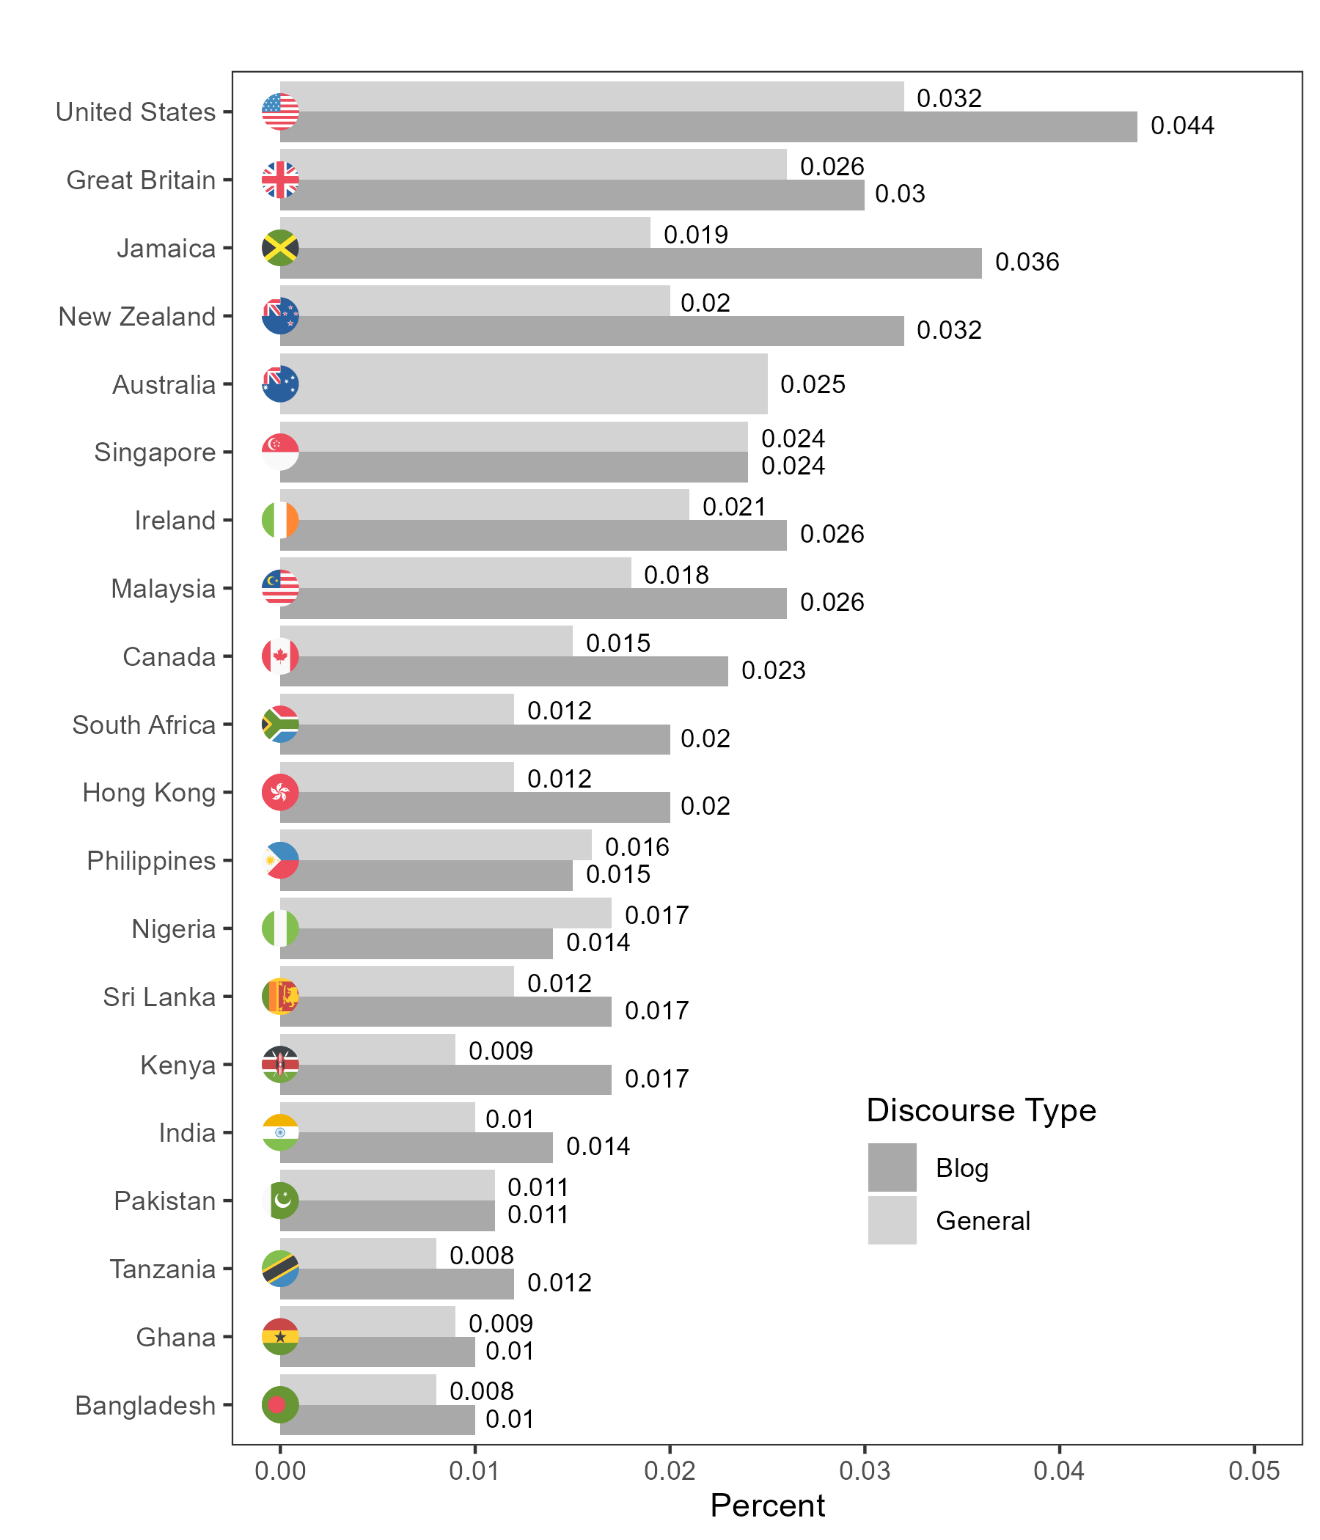 United States 0.032
0.044
Great Britain 0.026
0.03
Jamaica 0.019
0.036
New Zealand 0.02
0.032
Australia 0.025
Singapore 0.024
0.024
Ireland 0.021
0.026
Malaysia 0.018
0.026
Canada 0.015
0.023
South Africa 0.012
0.02
Hong Kong 0.012
0.02
Philippines 0.016
0.015
Nigeria 0.017
0.014
Sri Lanka 0.012
0.017
Kenya 0.009
0.017
India 0.01
0.014
Pakistan 0.011
0.011
Tanzania 0.008
0.012
Ghana 0.009
0.01
Bangladesh 0.008
0.01
Discourse Type
Blog
General
0.00 0.01 0.02 0.03 0.04 0.05
Percent